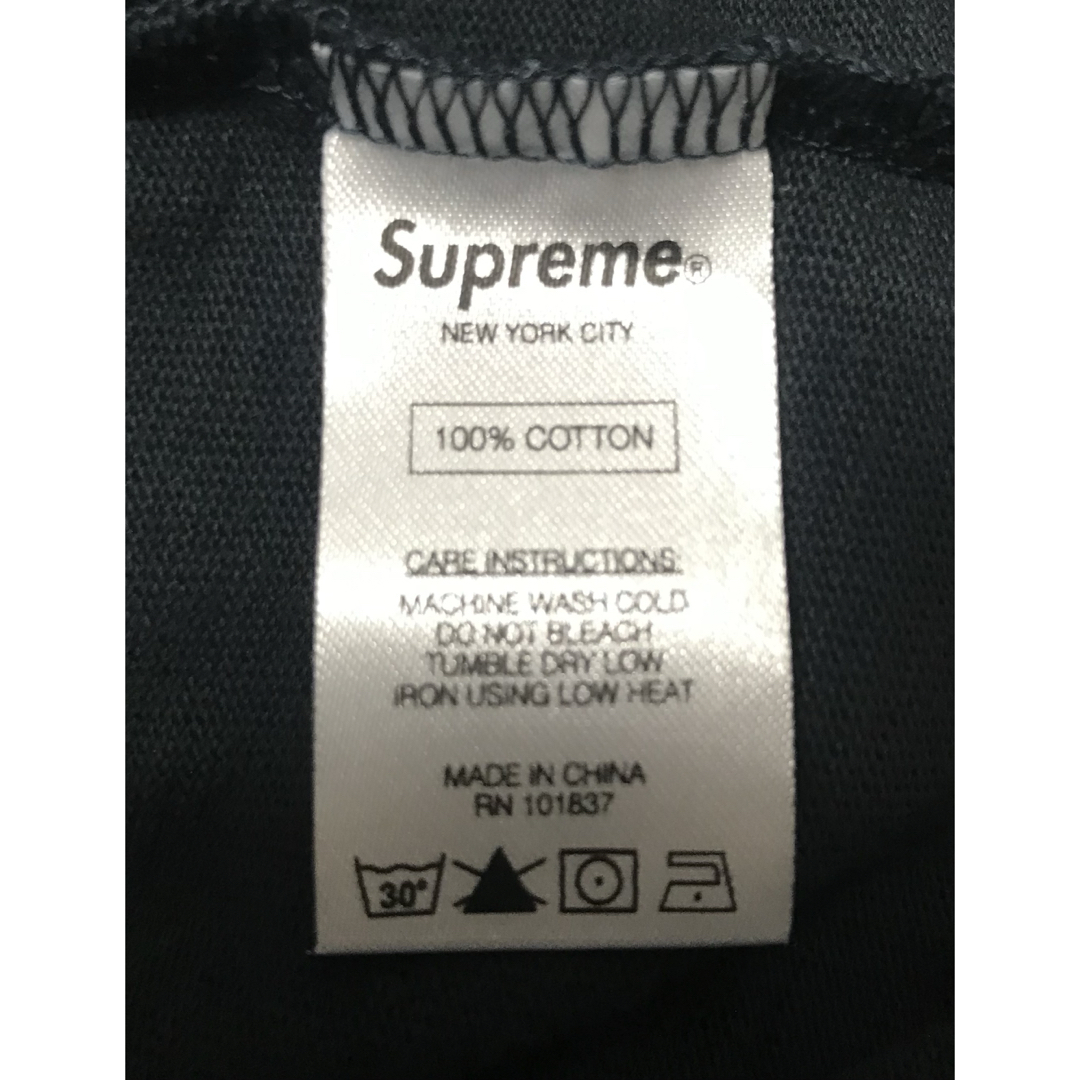 Supreme®
NEW YORK CITY
100% COTTON
CARE INSTRUCTIONS:
MACHINE WASH COLD
DO NOT BLEACH
TUMBLE DRY LOW
IRON USING LOW HEAT
MADE IN CHINA
RN 101837
30°